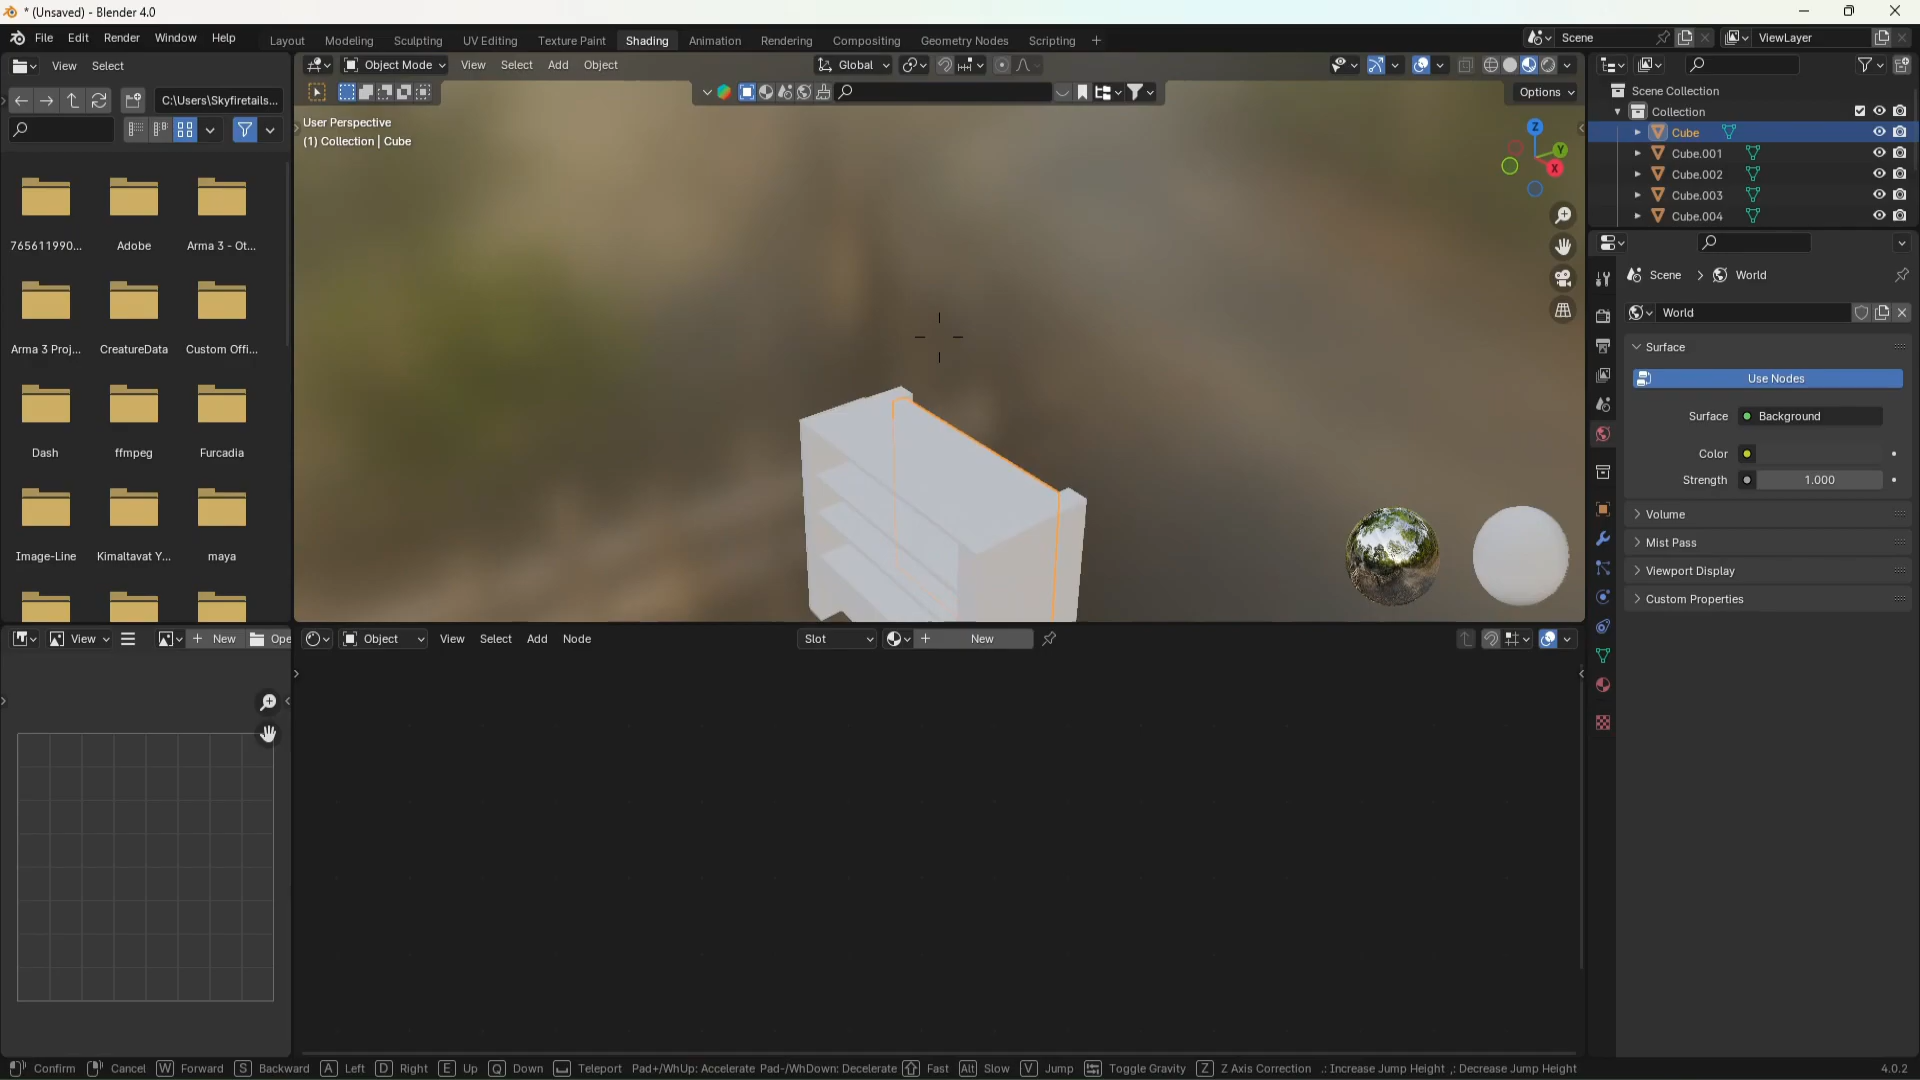 * (Unsaved) - Blender 4.0
File Edit Render Window Help
Layout Modeling Sculpting UV Editing Texture Paint Shading Animation Rendering Compositing Geometry Nodes Scripting +
Scene
ViewLayer
View Select
Object Mode View Select Add Object
Global
C:\Users\Skyfiretails...
Options
User Perspective
(1) Collection | Cube
Z
Y
X
Scene Collection
Collection
Cube
Cube.001
Cube.002
Cube.003
Cube.004
765611990...
Adobe
Arma 3 - Ot...
Arma 3 Proj...
CreatureData
Custom Offi...
Dash
ffmpeg
Furcadia
Image-Line
Kimaltavat Y...
maya
Scene > World
World
Surface
Use Nodes
Surface Background
Color
Strength 1.000
Volume
Mist Pass
Viewport Display
Custom Properties
View
+ New
Ope
Object View Select Add Node
Slot
+ New
Confirm Cancel W Forward S Backward A Left D Right E Up Q Down Teleport Pad+/WhUp: Accelerate Pad-/WhDown: Decelerate Fast Alt Slow V Jump Toggle Gravity Z Z Axis Correction .: Increase Jump Height ,: Decrease Jump Height
4.0.2